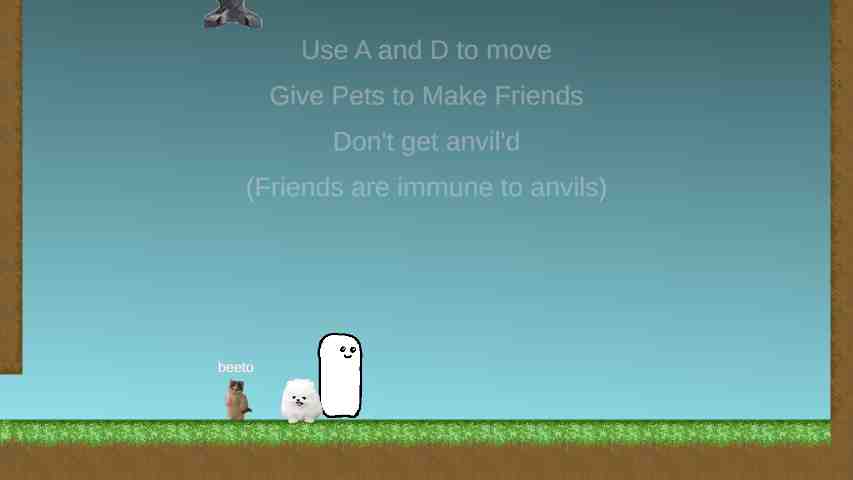 Use A and D to move
Give Pets to Make Friends
Don't get anvil'd
(Friends are immune to anvils)
beeto